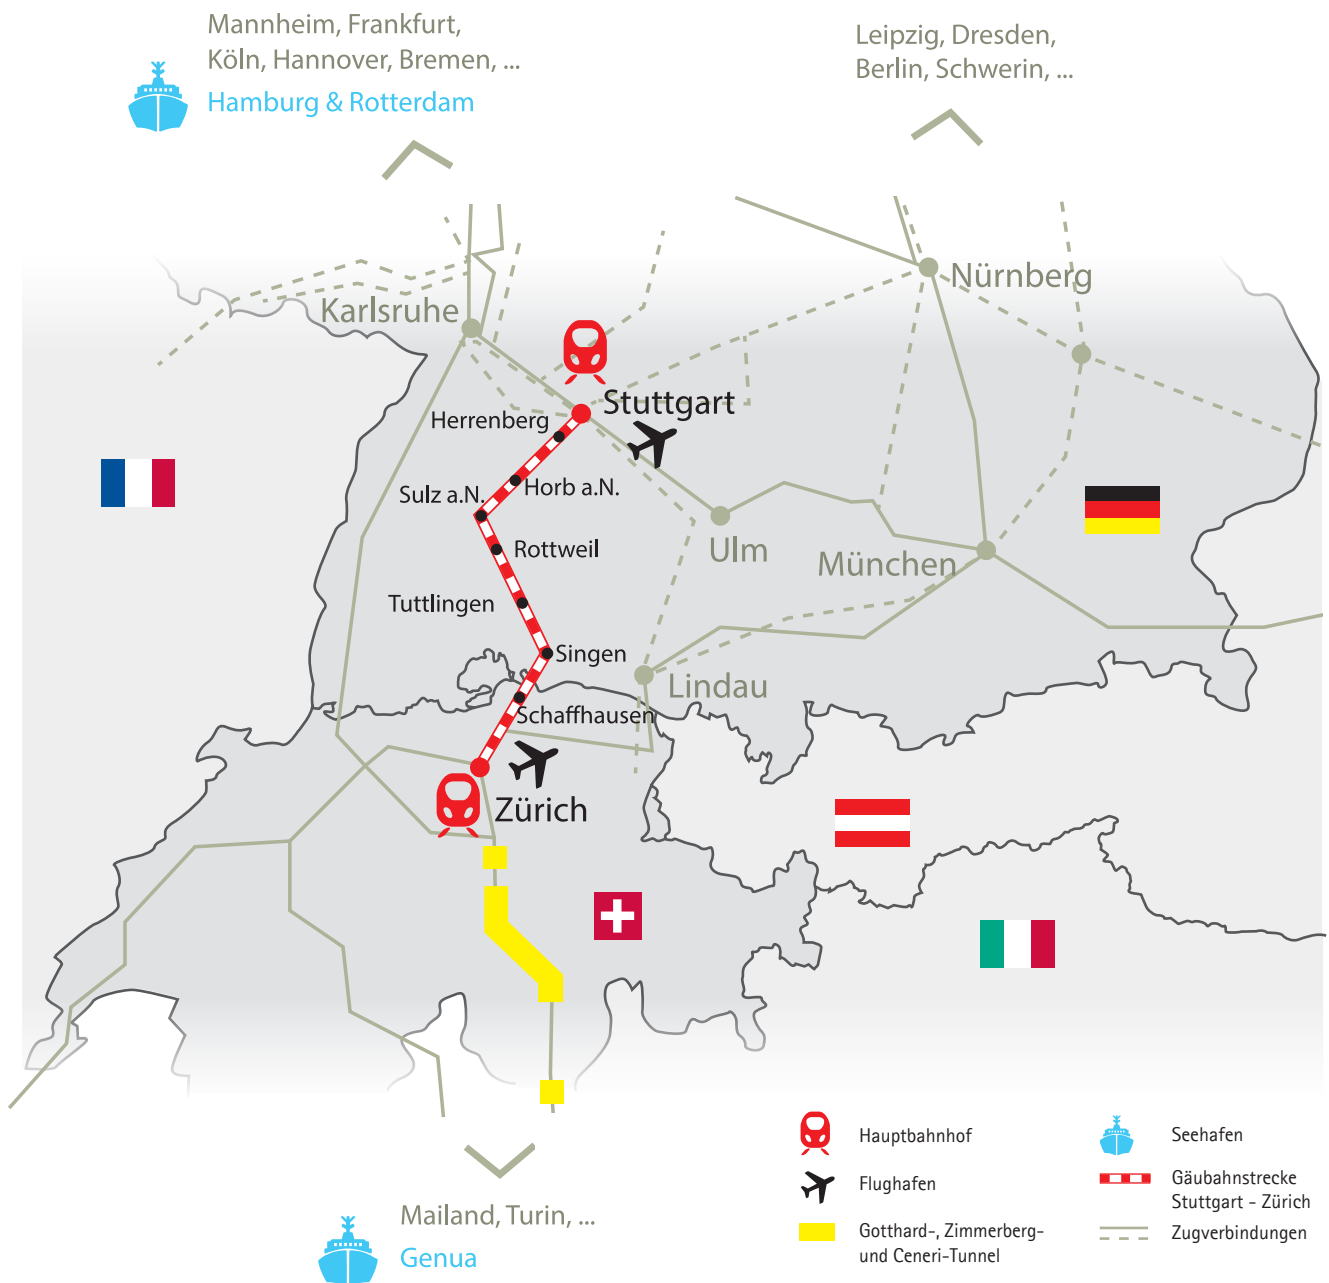 Mannheim, Frankfurt,
Köln, Hannover, Bremen, ...
Hamburg & Rotterdam
Leipzig, Dresden,
Berlin, Schwerin, ...
Nürnberg
Karlsruhe
Stuttgart
Herrenberg
Horb a.N.
Sulz a.N.
Rottweil
Ulm
München
Tuttlingen
Singen
Lindau
Schaffhausen
Zürich
Mailand, Turin, ...
Genua
Hauptbahnhof
Flughafen
Gotthard-, Zimmerberg-
und Ceneri-Tunnel
Seehafen
Gäubahnstrecke
Stuttgart - Zürich
Zugverbindungen